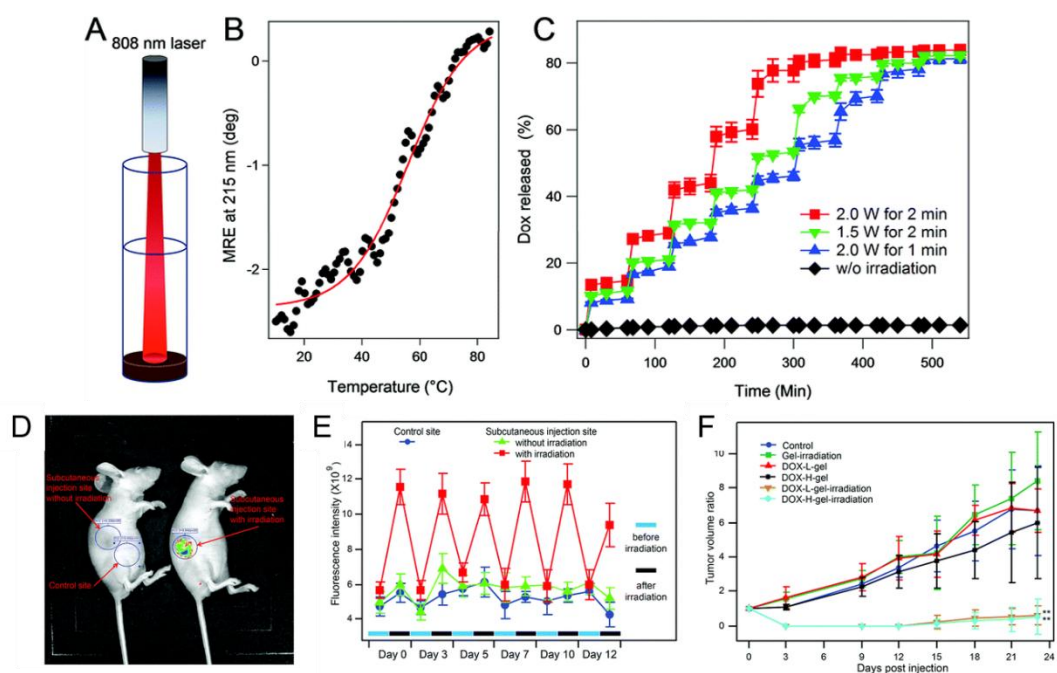 A
808 nm laser
B
MRE at 215 nm (deg)
0
-1
-2
20
40
60
80
Temperature (°C)
C
Dox released (%)
80
60
40
20
0
2.0 W for 2 min
1.5 W for 2 min
2.0 W for 1 min
w/o irradiation
0
100
200
300
400
500
Time (Min)
D
Subcutaneous
injection site
without irradiation
Control site
Subcutaneous
injection site
with irradiation
E
Control site
Subcutaneous injection site
without irradiation
with irradiation
Fluorescence intensity (X10⁹)
14
12
10
8
6
4
before
irradiation
after
irradiation
Day 0
Day 3
Day 5
Day 7
Day 10
Day 12
F
Tumor volume ratio
8
6
4
2
0
Control
Gel-irradiation
DOX-L-gel
DOX-H-gel
DOX-L-gel-irradiation
DOX-H-gel-irradiation
**
**
0
3
6
9
12
15
18
21
24
Days post injection